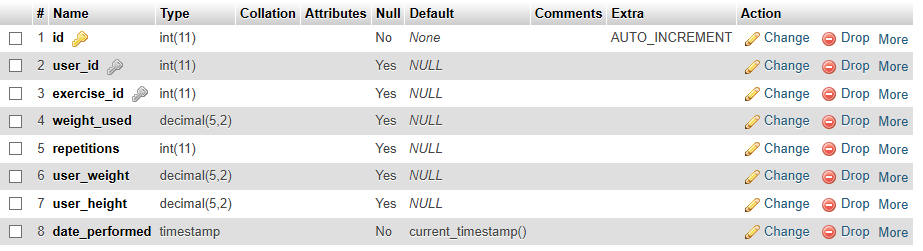 # Name Type Collation Attributes Null Default Comments Extra Action
1 id int(11) No None AUTO_INCREMENT Change Drop More
2 user_id int(11) Yes NULL Change Drop More
3 exercise_id int(11) Yes NULL Change Drop More
4 weight_used decimal(5,2) Yes NULL Change Drop More
5 repetitions int(11) Yes NULL Change Drop More
6 user_weight decimal(5,2) Yes NULL Change Drop More
7 user_height decimal(5,2) Yes NULL Change Drop More
8 date_performed timestamp No current_timestamp() Change Drop More